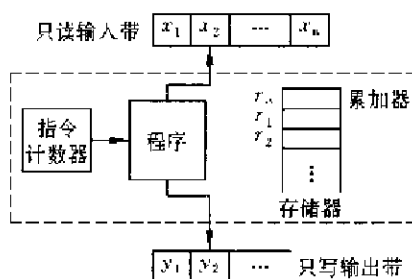 只读输入带 x₁ x₂ ⋯ xₙ
指令
计数器
程序
r₀ 累加器
r₁
r₂
⋮
存储器
y₁ y₂ ⋯ 只写输出带